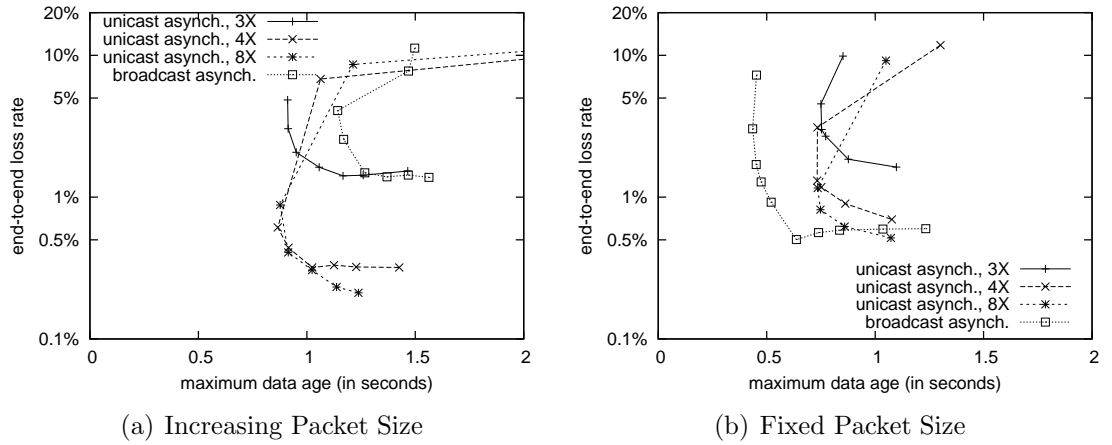 20%
10%
5%
1%
0.5%
0.1%
end-to-end loss rate
unicast asynch., 3X
unicast asynch., 4X
unicast asynch., 8X
broadcast asynch.
0
0.5
1
1.5
2
maximum data age (in seconds)
(a) Increasing Packet Size
20%
10%
5%
1%
0.5%
0.1%
end-to-end loss rate
unicast asynch., 3X
unicast asynch., 4X
unicast asynch., 8X
broadcast asynch.
0
0.5
1
1.5
2
maximum data age (in seconds)
(b) Fixed Packet Size